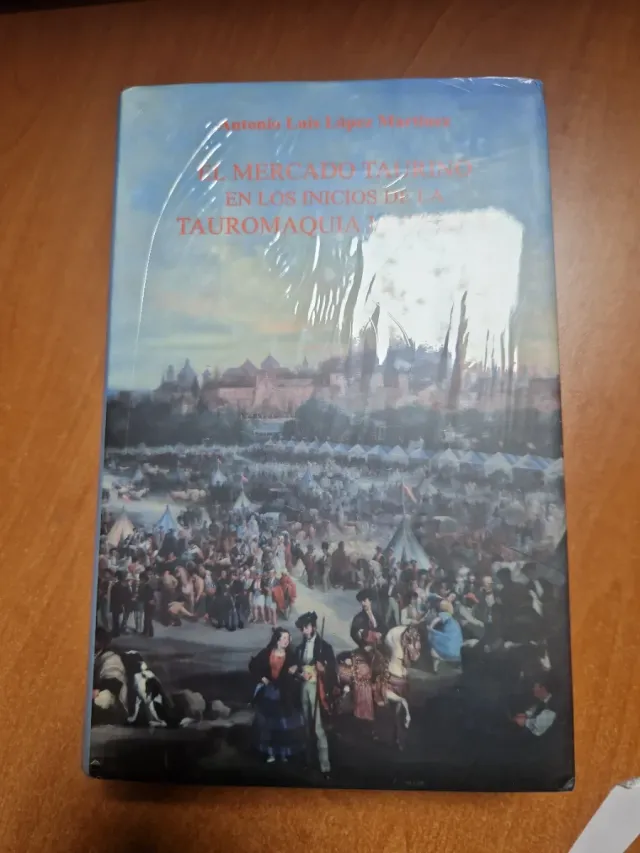 Antonio Luis López Martínez
EL MERCADO TAURINO
EN LOS INICIOS DE LA
TAUROMAQUIA